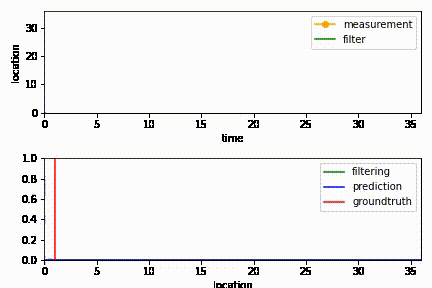 measurement
filter
location
30
20
10
0
0 5 10 15 20 25 30 35
time
filtering
prediction
groundtruth
1.0
0.8
0.6
0.4
0.2
0.0
0 5 10 15 20 25 30 35
location